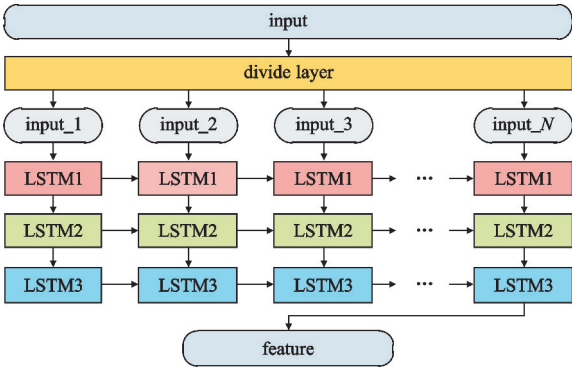 input
divide layer
input_1 input_2 input_3 input_N
LSTM1 LSTM1 LSTM1 ... LSTM1
LSTM2 LSTM2 LSTM2 ... LSTM2
LSTM3 LSTM3 LSTM3 ... LSTM3
feature